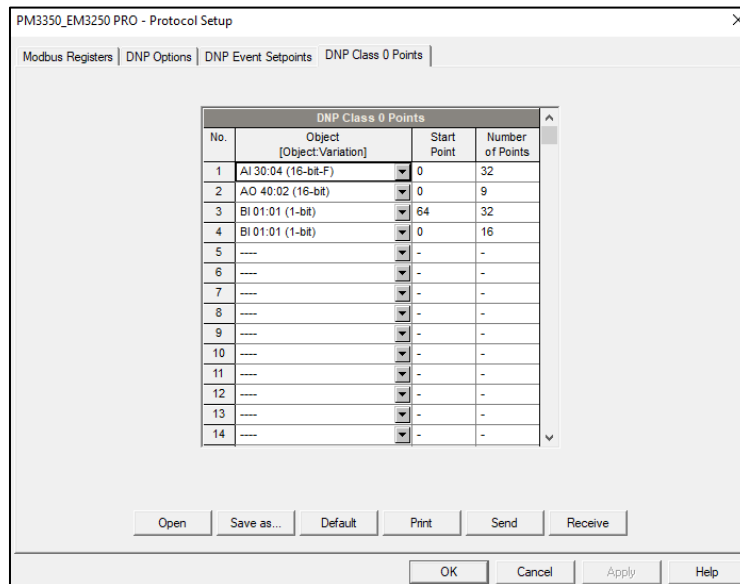 PM3350_EM3250 PRO - Protocol Setup
Modbus Registers DNP Options DNP Event Setpoints DNP Class 0 Points
DNP Class 0 Points
No. Object [Object:Variation] Start Point Number of Points
1 AI 30:04 (16-bit-F) 0 32
2 AO 40:02 (16-bit) 0 9
3 BI 01:01 (1-bit) 64 32
4 BI 01:01 (1-bit) 0 16
5 ---- - -
6 ---- - -
7 ---- - -
8 ---- - -
9 ---- - -
10 ---- - -
11 ---- - -
12 ---- - -
13 ---- - -
14 ---- - -
Open Save as... Default Print Send Receive
OK Cancel Apply Help